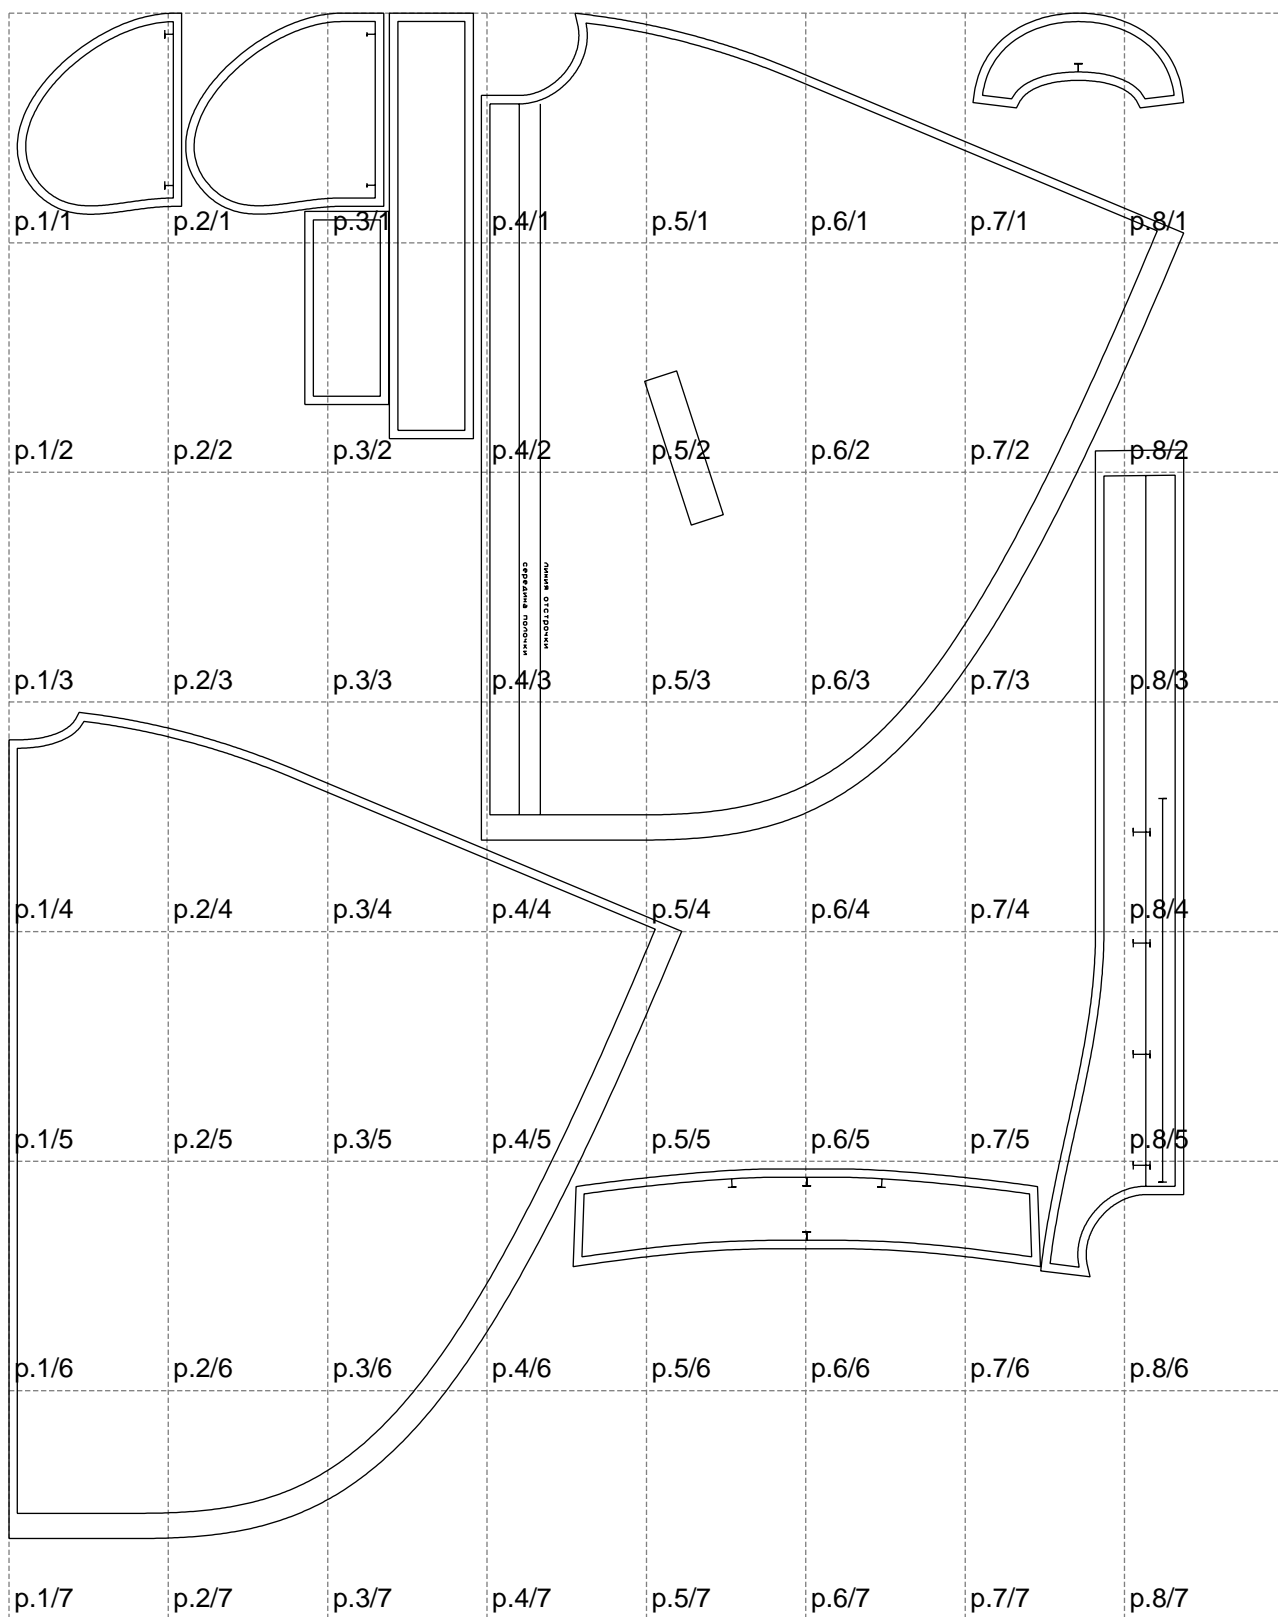 p.1/1 p.2/1 p.3/1 p.4/1 p.5/1 p.6/1 p.7/1 p.8/1
p.1/2 p.2/2 p.3/2 p.4/2 p.5/2 p.6/2 p.7/2 p.8/2
линия отстрочки
середина полочки
p.1/3 p.2/3 p.3/3 p.4/3 p.5/3 p.6/3 p.7/3 p.8/3
p.1/4 p.2/4 p.3/4 p.4/4 p.5/4 p.6/4 p.7/4 p.8/4
p.1/5 p.2/5 p.3/5 p.4/5 p.5/5 p.6/5 p.7/5 p.8/5
p.1/6 p.2/6 p.3/6 p.4/6 p.5/6 p.6/6 p.7/6 p.8/6
p.1/7 p.2/7 p.3/7 p.4/7 p.5/7 p.6/7 p.7/7 p.8/7